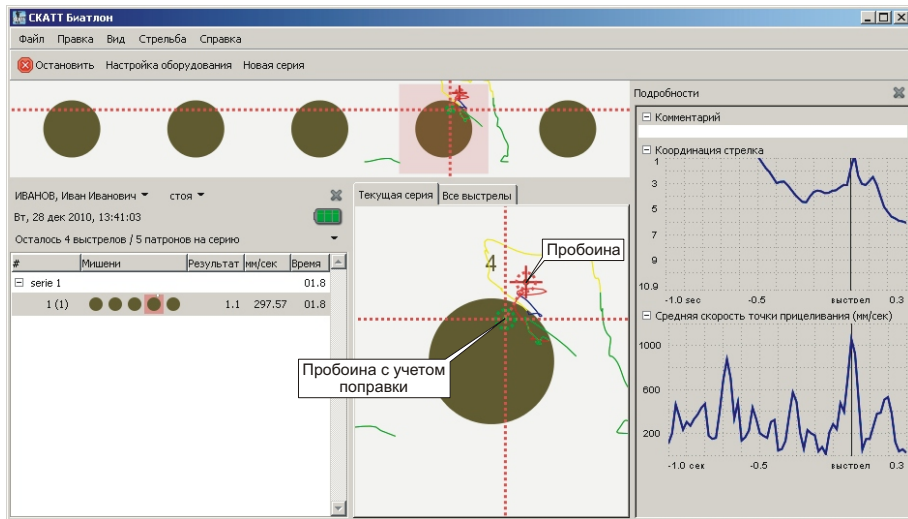 СКАТТ Биатлон
Файл Правка Вид Стрельба Справка
Остановить Настройка оборудования Новая серия
ИВАНОВ, Иван Иванович стоя
Вт, 28 дек 2010, 13:41:03
Осталось 4 выстрелов / 5 патронов на серию
# Мишени Результат мм/сек Время
serie 1 01.8
1 (1) 1.1 297.57 01.8
Текущая серия Все выстрелы
4
Пробоина
Пробоина с учетом
поправки
Подробности
Комментарий
Координация стрелка
1
3
5
7
9
10.9
-1.0 sec -0.5 выстрел 0.3
Средняя скорость точки прицеливания (мм/сек)
1000
600
200
-1.0 сек -0.5 выстрел 0.3